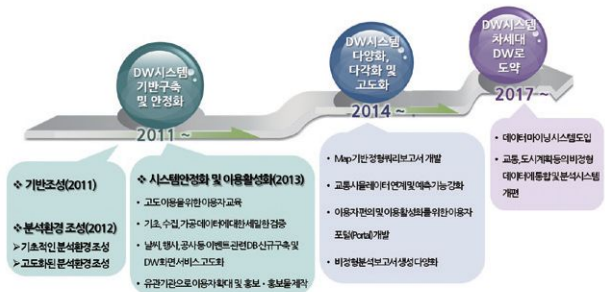 DW시스템
기반구축
및 안정화
2011 ~
DW시스템
다양화,
다각화 및
고도화
2014 ~
DW시스템
차세대
DW로
도약
2017 ~
❖ 기반조성(2011)
❖ 분석환경 조성(2012)
➢ 기초적인 분석환경 조성
➢ 고도화된 분석환경 조성
❖ 시스템안정화 및 이용활성화(2013)
• 고도 이용을 위한 이용자 교육
• 기초, 수집, 가공 데이터에 대한 세밀한 검증
• 날씨, 행사, 공사 등 이벤트 관련 DB 신규구축 및
DW 화면 서비스 고도화
• 유관기관으로 이용자 확대 및 홍보·홍보물 제작
• Map 기반 정형쿼리보고서 개발
• 교통시뮬레이터 연계 및 예측기능 강화
• 이용자 편의 및 이용활성화를 위한 이용자
포털(Portal) 개발
• 비정형분석보고서 생성 다양화
• 데이터마이닝 시스템 도입
• 교통, 도시계획 등의 비정형
데이터에 통합 및 분석시스템
개편